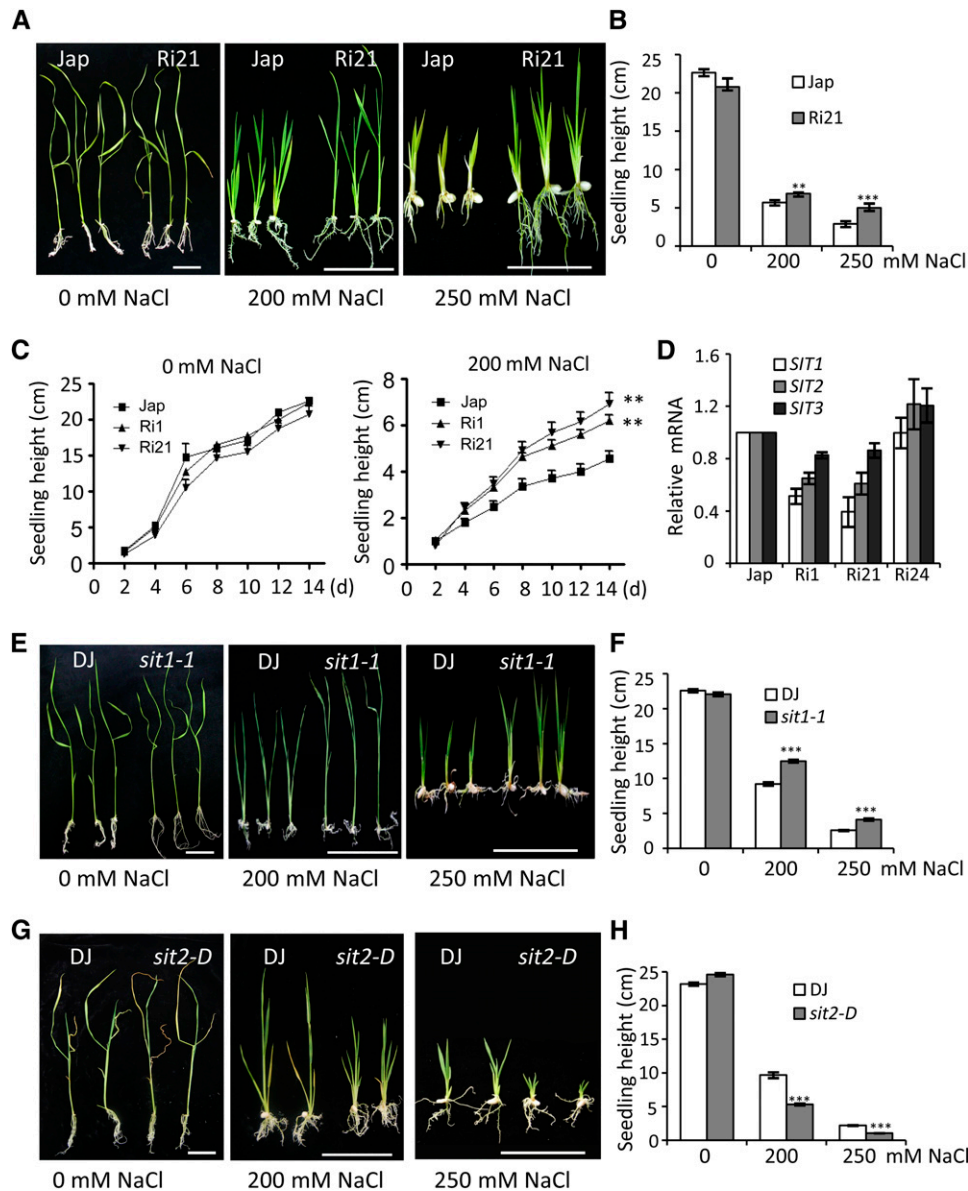 A
Jap Ri21 Jap Ri21 Jap Ri21
0 mM NaCl 200 mM NaCl 250 mM NaCl
B
Seedling height (cm)
25
20
15
10
5
0
Jap
Ri21
** ***
0 200 250 mM NaCl
C
0 mM NaCl
Seedling height (cm)
25
20
15
10
5
0
Jap
Ri1
Ri21
0 2 4 6 8 10 12 14 (d)
200 mM NaCl
Seedling height (cm)
8
6
4
2
0
Jap
Ri1
Ri21
**
**
0 2 4 6 8 10 12 14 (d)
D
Relative mRNA
1.6
1.2
0.8
0.4
0
SIT1
SIT2
SIT3
Jap Ri1 Ri21 Ri24
E
DJ sit1-1 DJ sit1-1 DJ sit1-1
0 mM NaCl 200 mM NaCl 250 mM NaCl
F
Seedling height (cm)
25
20
15
10
5
0
DJ
sit1-1
*** ***
0 200 250 mM NaCl
G
DJ sit2-D DJ sit2-D DJ sit2-D
0 mM NaCl 200 mM NaCl 250 mM NaCl
H
Seedling height (cm)
25
20
15
10
5
0
DJ
sit2-D
*** ***
0 200 250 mM NaCl